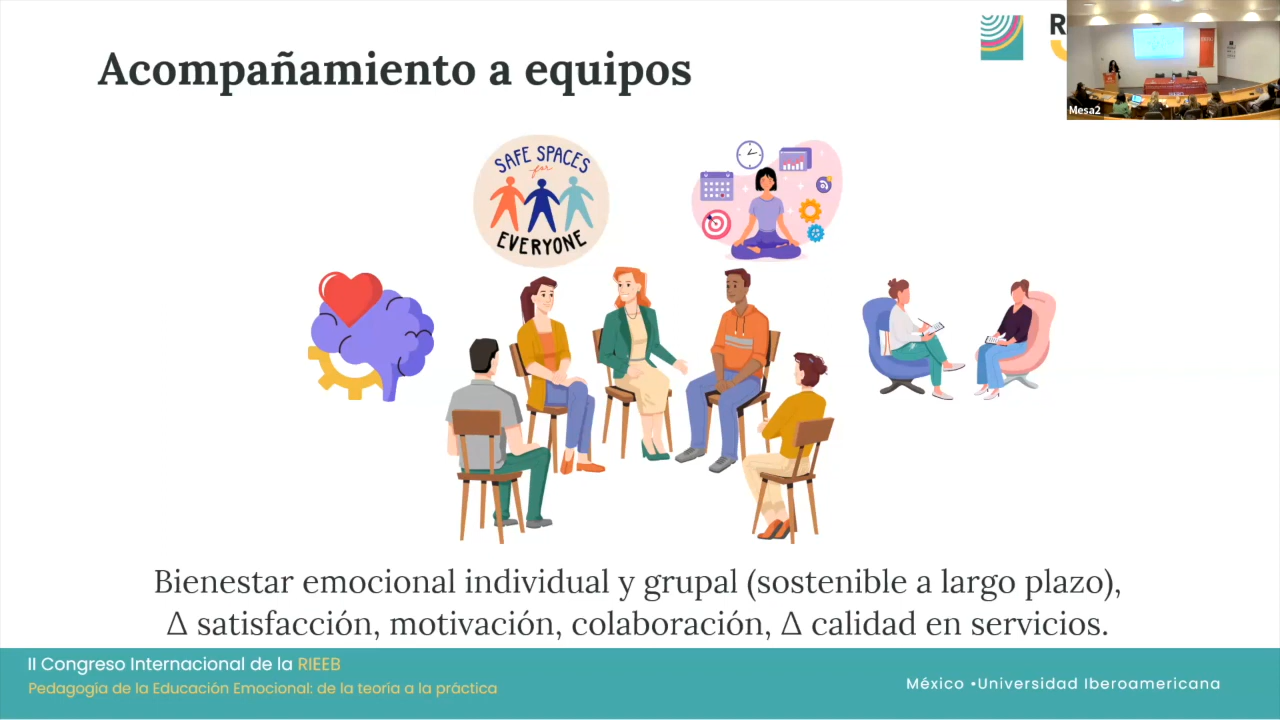 Acompañamiento a equipos
R
Mesa2
SAFE SPACES
for
EVERYONE
Bienestar emocional individual y grupal (sostenible a largo plazo),
Δ satisfacción, motivación, colaboración, Δ calidad en servicios.
II Congreso Internacional de la RIEEB
Pedagogía de la Educación Emocional: de la teoría a la práctica
México •Universidad Iberoamericana